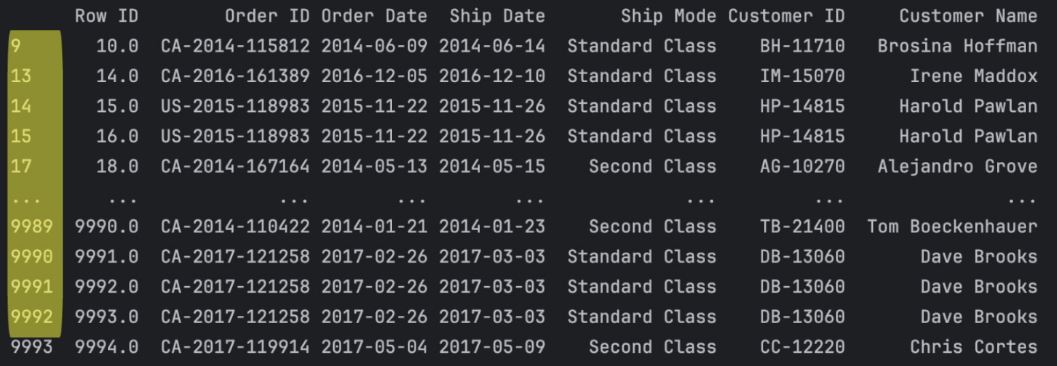 Row ID Order ID Order Date Ship Date Ship Mode Customer ID Customer Name
9 10.0 CA-2014-115812 2014-06-09 2014-06-14 Standard Class BH-11710 Brosina Hoffman
13 14.0 CA-2016-161389 2016-12-05 2016-12-10 Standard Class IM-15070 Irene Maddox
14 15.0 US-2015-118983 2015-11-22 2015-11-26 Standard Class HP-14815 Harold Pawlan
15 16.0 US-2015-118983 2015-11-22 2015-11-26 Standard Class HP-14815 Harold Pawlan
17 18.0 CA-2014-167164 2014-05-13 2014-05-15 Second Class AG-10270 Alejandro Grove
... ... ... ... ... ... ... ...
9989 9990.0 CA-2014-110422 2014-01-21 2014-01-23 Second Class TB-21400 Tom Boeckenhauer
9990 9991.0 CA-2017-121258 2017-02-26 2017-03-03 Standard Class DB-13060 Dave Brooks
9991 9992.0 CA-2017-121258 2017-02-26 2017-03-03 Standard Class DB-13060 Dave Brooks
9992 9993.0 CA-2017-121258 2017-02-26 2017-03-03 Standard Class DB-13060 Dave Brooks
9993 9994.0 CA-2017-119914 2017-05-04 2017-05-09 Second Class CC-12220 Chris Cortes